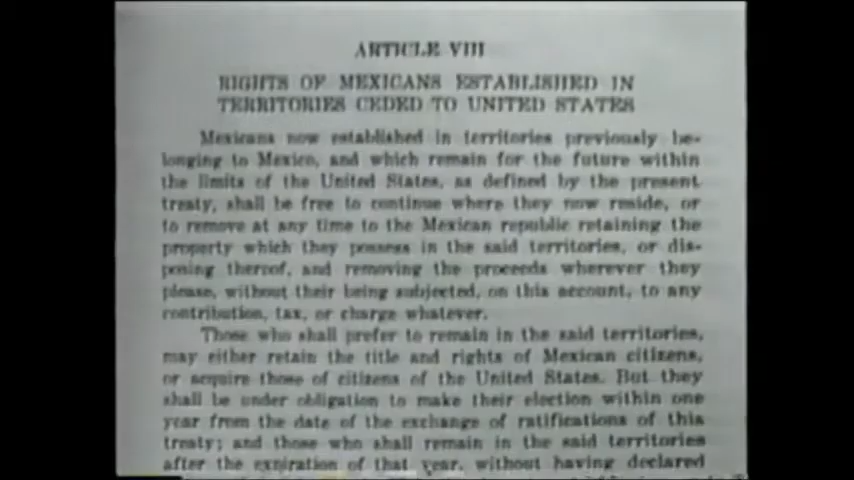 ARTICLE VIII
RIGHTS OF MEXICANS ESTABLISHED IN
TERRITORIES CEDED TO UNITED STATES
Mexicans now established in territories previously be-
longing to Mexico, and which remain for the future within
the limits of the United States, as defined by the present
treaty, shall be free to continue where they now reside, or
to remove at any time to the Mexican republic retaining the
property which they possess in the said territories, or dis-
posing thereof, and removing the proceeds wherever they
please, without their being subjected, on this account, to any
contribution, tax, or charge whatever.
Those who shall prefer to remain in the said territories,
may either retain the title and rights of Mexican citizens,
or acquire those of citizens of the United States. But they
shall be under obligation to make their election within one
year from the date of the exchange of ratifications of this
treaty; and those who shall remain in the said territories
after the expiration of that year, without having declared